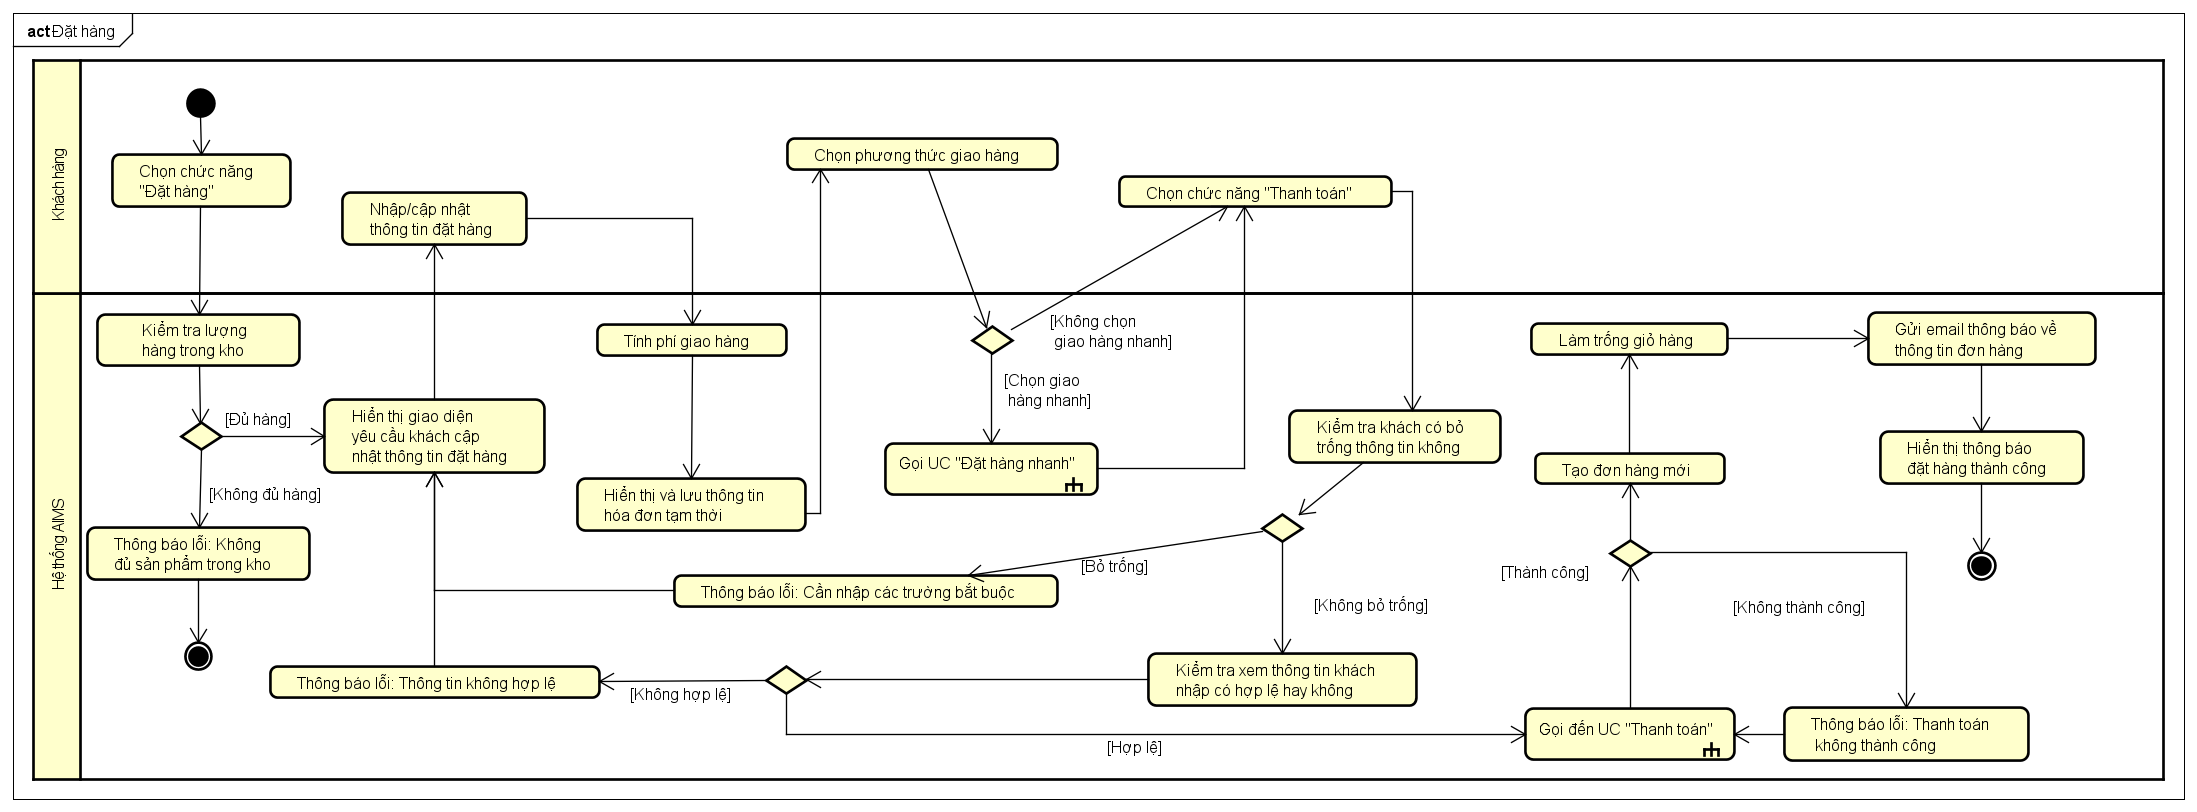 act Đặt hàng
Khách hàng
Chọn chức năng
"Đặt hàng"
Nhập/cập nhật
thông tin đặt hàng
Chọn phương thức giao hàng
Chọn chức năng "Thanh toán"
Hệ thống AIMS
Kiểm tra lượng
hàng trong kho
[Đủ hàng]
[Không đủ hàng]
Thông báo lỗi: Không
đủ sản phẩm trong kho
Hiển thị giao diện
yêu cầu khách cập
nhật thông tin đặt hàng
Tính phí giao hàng
Hiển thị và lưu thông tin
hóa đơn tạm thời
[Không chọn
giao hàng nhanh]
[Chọn giao
hàng nhanh]
Gọi UC "Đặt hàng nhanh"
Kiểm tra khách có bỏ
trống thông tin không
[Bỏ trống]
Thông báo lỗi: Cần nhập các trường bắt buộc
[Không bỏ trống]
Kiểm tra xem thông tin khách
nhập có hợp lệ hay không
[Không hợp lệ]
Thông báo lỗi: Thông tin không hợp lệ
[Hợp lệ]
Gọi đến UC "Thanh toán"
[Thành công]
[Không thành công]
Thông báo lỗi: Thanh toán
không thành công
Tạo đơn hàng mới
Làm trống giỏ hàng
Gửi email thông báo về
thông tin đơn hàng
Hiển thị thông báo
đặt hàng thành công